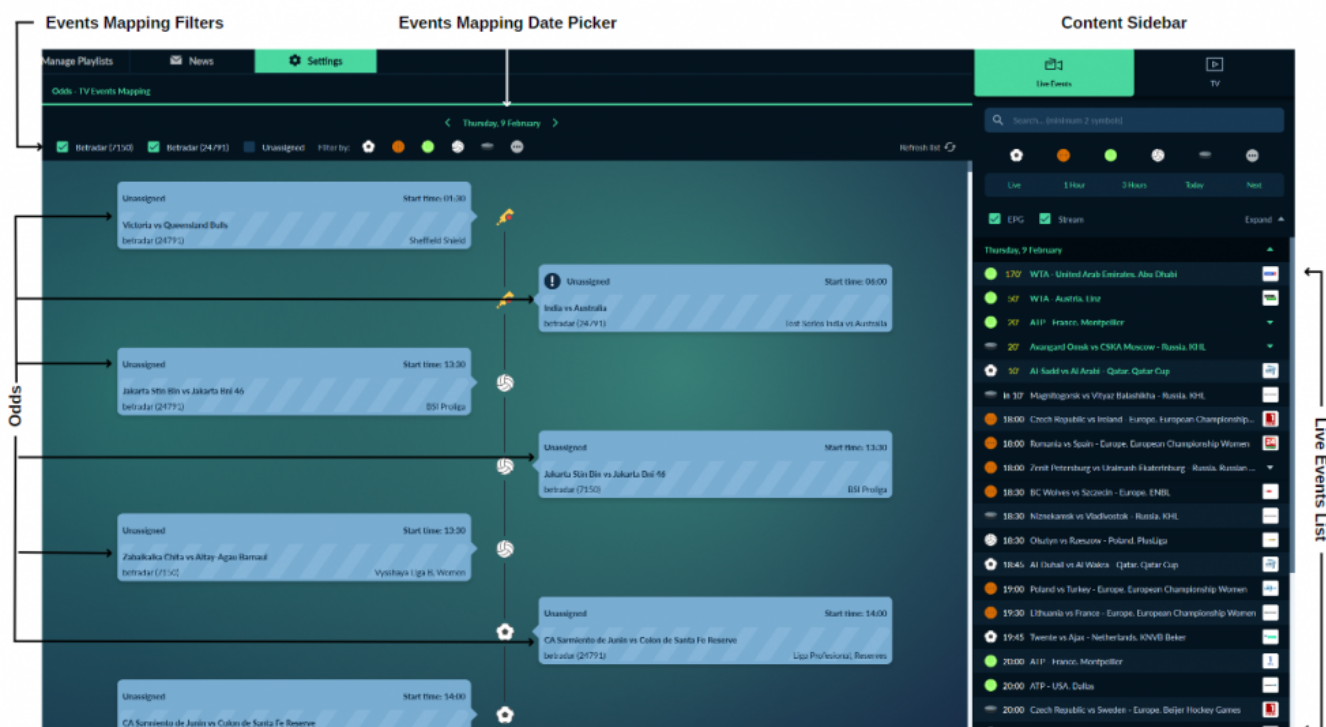 Events Mapping Filters
Events Mapping Date Picker
Content Sidebar
Manage Playlists
News
Settings
Live Events
TV
Odds - TV Events Mapping
Thursday, 9 February
Search... (minimum 2 symbols)
Betradar (7150)
Betradar (24791)
Unassigned
Filter by:
Refresh list
Live
1 Hour
3 Hours
Today
Next
EPG
Stream
Expand
Odds
Unassigned
Start time: 01:30
Victoria vs Queensland Bulls
betradar (24791)
Sheffield Shield
Unassigned
Start time: 06:00
India vs Australia
betradar (24791)
Test Series India vs Australia
Unassigned
Start time: 13:30
Jakarta Stin Bin vs Jakarta Bni 46
betradar (24791)
BSI Proliga
Unassigned
Start time: 13:30
Jakarta Stin Bin vs Jakarta Bni 46
betradar (7150)
BSI Proliga
Unassigned
Start time: 13:30
Zabaikalka Chita vs Altay-Agau Barnaul
betradar (7150)
Vysshaya Liga B, Women
Unassigned
Start time: 14:00
CA Sarmiento de Junin vs Colon de Santa Fe Reserve
betradar (24791)
Liga Profesional, Reserves
Unassigned
Start time: 14:00
CA Sarmiento de Junin vs Colon de Santa Fe Reserve
Thursday, 9 February
170' WTA - United Arab Emirates. Abu Dhabi
50' WTA - Austria. Linz
20' ATP - France. Montpellier
20' Avangard Omsk vs CSKA Moscow - Russia. KHL
10' Al Sadd vs Al Arabi - Qatar. Qatar Cup
in 10' Magnitogorsk vs Vityaz Balashikha - Russia. KHL
18:00 Czech Republic vs Ireland - Europe. European Championship...
18:00 Romania vs Spain - Europe. European Championship Women
18:00 Zenit Petersburg vs Uralmash Ekaterinburg - Russia. Russian ...
18:30 BC Wolves vs Szczecin - Europe. ENBL
18:30 Niznekamsk vs Vladivostok - Russia. KHL
18:30 Olsztyn vs Rzeszow - Poland. PlusLiga
18:45 Al Duhail vs Al Wakra - Qatar. Qatar Cup
19:00 Poland vs Turkey - Europe. European Championship Women
19:30 Lithuania vs France - Europe. European Championship Women
19:45 Twente vs Ajax - Netherlands. KNVB Beker
20:00 ATP - France. Montpellier
20:00 ATP - USA. Dallas
20:00 Czech Republic vs Sweden - Europe. Beijer Hockey Games
Live Events List